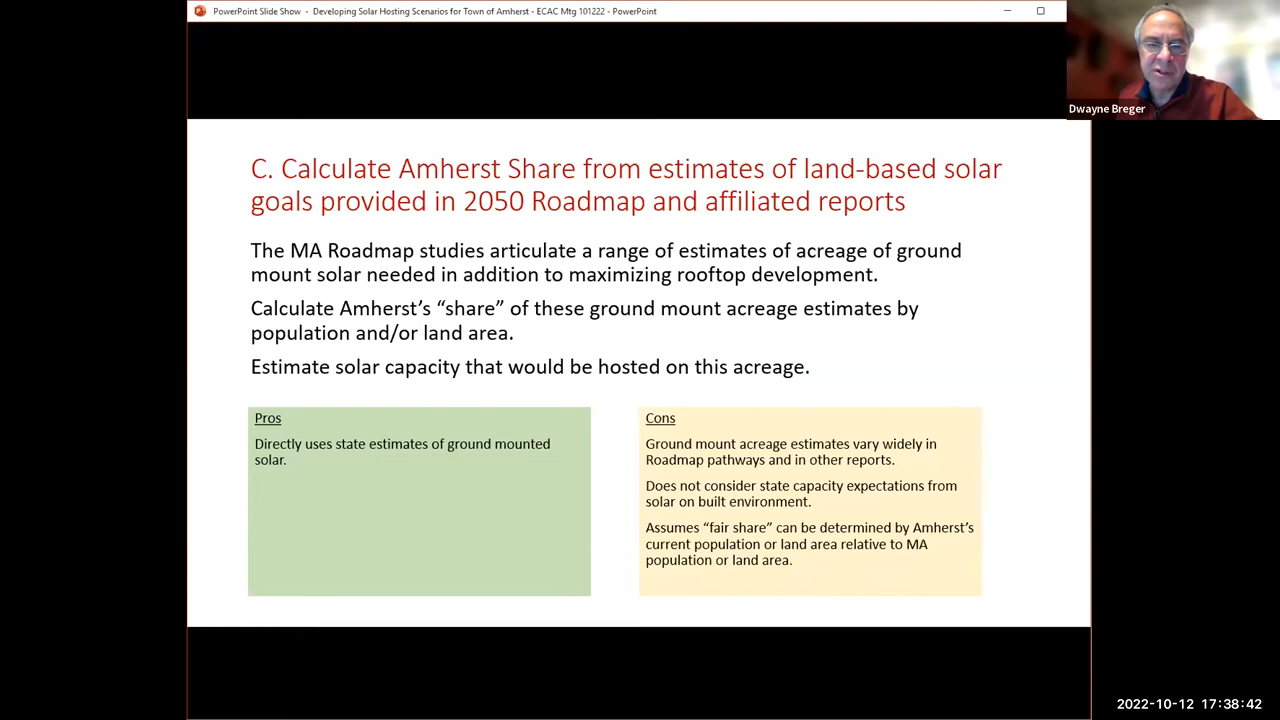 PowerPoint Slide Show - Developing Solar Hosting Scenarios for Town of Amherst - ECAC Mtg 101222 - PowerPoint
Dwayne Breger
C. Calculate Amherst Share from estimates of land-based solar
goals provided in 2050 Roadmap and affiliated reports
The MA Roadmap studies articulate a range of estimates of acreage of ground
mount solar needed in addition to maximizing rooftop development.
Calculate Amherst’s “share” of these ground mount acreage estimates by
population and/or land area.
Estimate solar capacity that would be hosted on this acreage.
Pros
Directly uses state estimates of ground mounted
solar.
Cons
Ground mount acreage estimates vary widely in
Roadmap pathways and in other reports.
Does not consider state capacity expectations from
solar on built environment.
Assumes “fair share” can be determined by Amherst’s
current population or land area relative to MA
population or land area.
2022-10-12 17:38:42